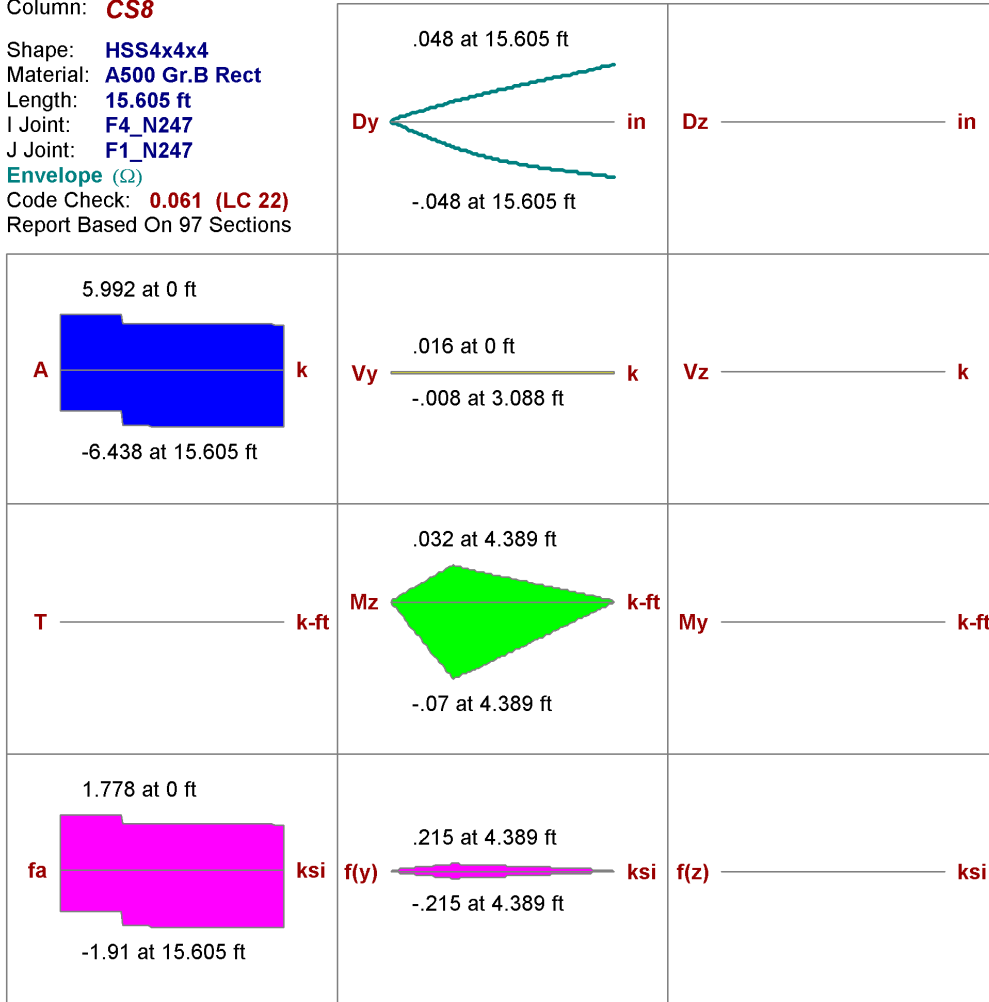 Column: CS8
Shape: HSS4x4x4
Material: A500 Gr.B Rect
Length: 15.605 ft
I Joint: F4_N247
J Joint: F1_N247
Envelope (Ω)
Code Check: 0.061 (LC 22)
Report Based On 97 Sections
.048 at 15.605 ft
Dy in
-.048 at 15.605 ft
Dz in
5.992 at 0 ft
A k
-6.438 at 15.605 ft
.016 at 0 ft
Vy k
-.008 at 3.088 ft
Vz k
T k-ft
.032 at 4.389 ft
Mz k-ft
-.07 at 4.389 ft
My k-ft
1.778 at 0 ft
fa ksi
-1.91 at 15.605 ft
.215 at 4.389 ft
f(y) ksi
-.215 at 4.389 ft
f(z) ksi